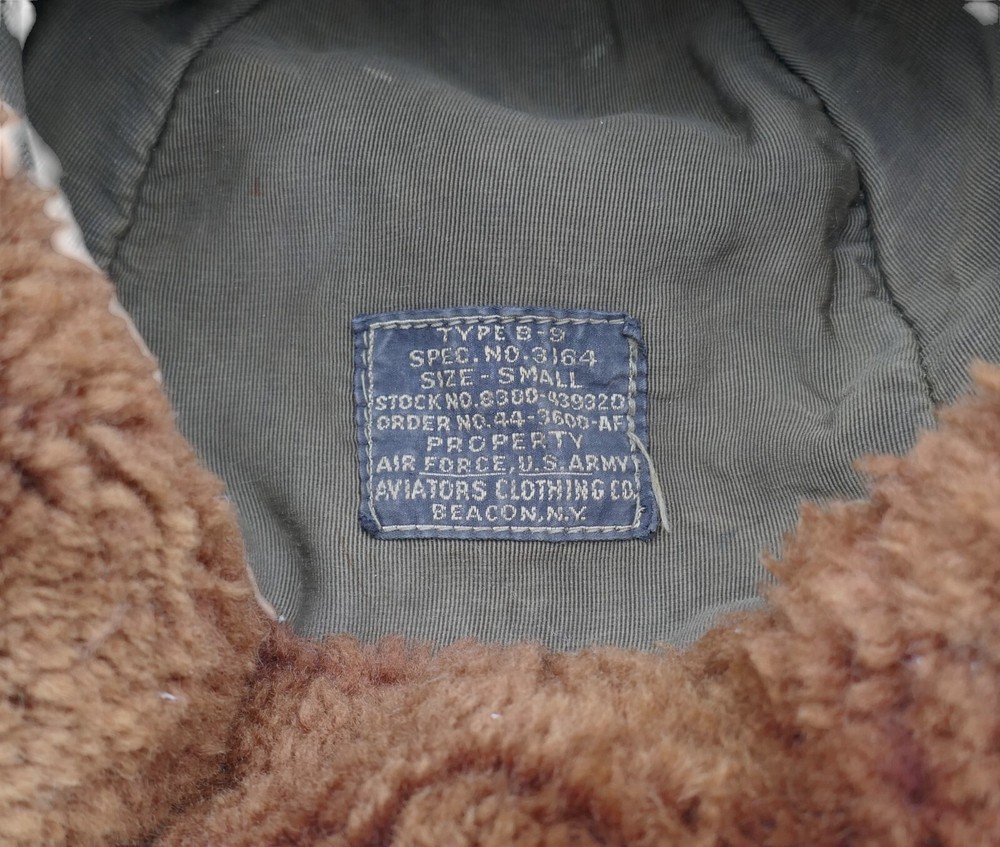 TYPE B-9
SPEC. NO. 3164
SIZE - SMALL
STOCK NO. 8300-939320
ORDER NO. 44-3600-AF
PROPERTY
AIR FORCE, U.S. ARMY
AVIATORS CLOTHING CO.
BEACON, N.Y.